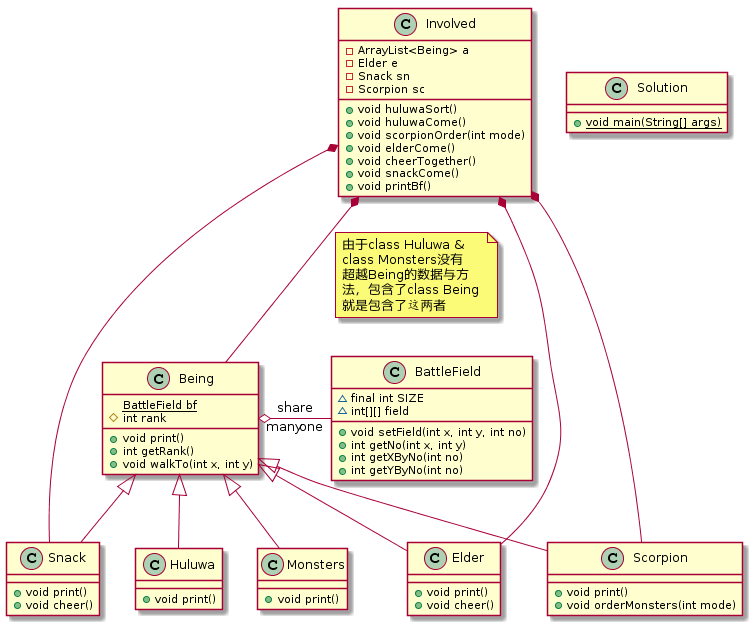 C Involved
ArrayList<Being> a
Elder e
Snack sn
Scorpion sc
void huluwaSort()
void huluwaCome()
void scorpionOrder(int mode)
void elderCome()
void cheerTogether()
void snackCome()
void printBf()
C Solution
void main(String[] args)
由于class Huluwa &
class Monsters没有
超越Being的数据与方
法，包含了class Being
就是包含了这两者
C Being
BattleField bf
int rank
void print()
int getRank()
void walkTo(int x, int y)
share
many
one
C BattleField
final int SIZE
int[][] field
void setField(int x, int y, int no)
int getNo(int x, int y)
int getXByNo(int no)
int getYByNo(int no)
C Snack
void print()
void cheer()
C Huluwa
void print()
C Monsters
void print()
C Elder
void print()
void cheer()
C Scorpion
void print()
void orderMonsters(int mode)